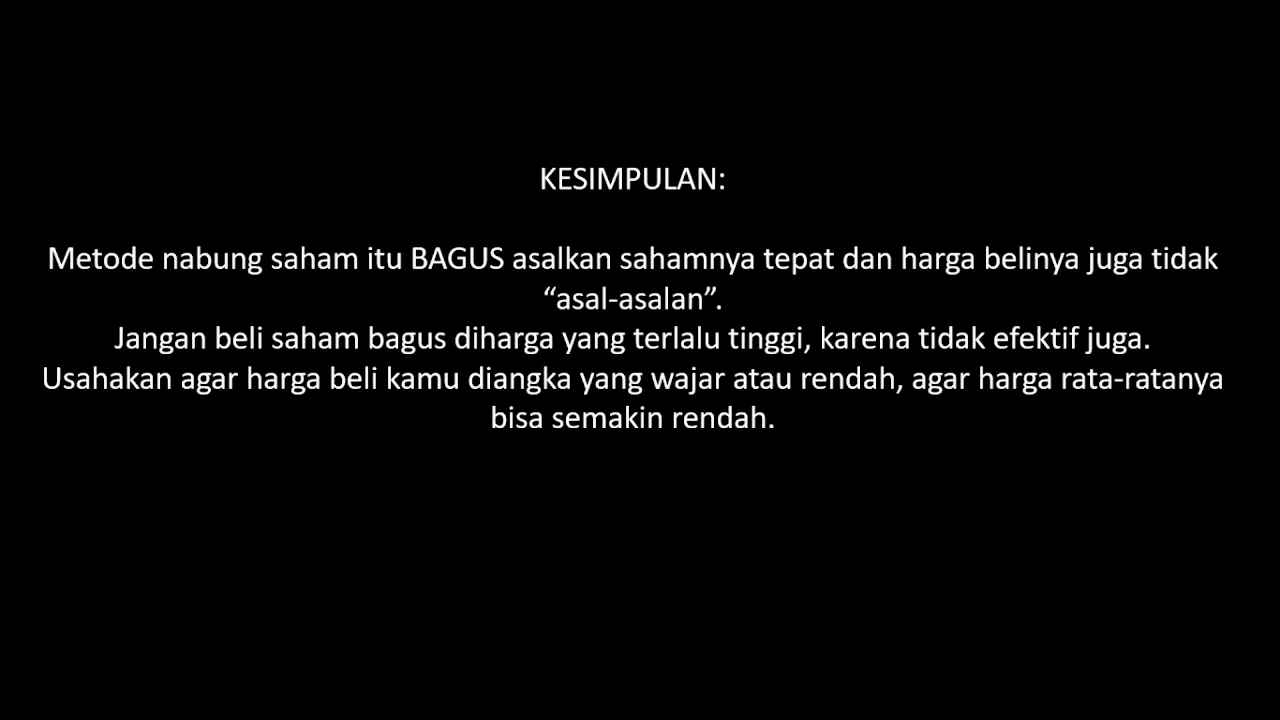 KESIMPULAN:
Metode nabung saham itu BAGUS asalkan sahamnya tepat dan harga belinya juga tidak
“asal-asalan”.
Jangan beli saham bagus diharga yang terlalu tinggi, karena tidak efektif juga.
Usahakan agar harga beli kamu diangka yang wajar atau rendah, agar harga rata-ratanya
bisa semakin rendah.